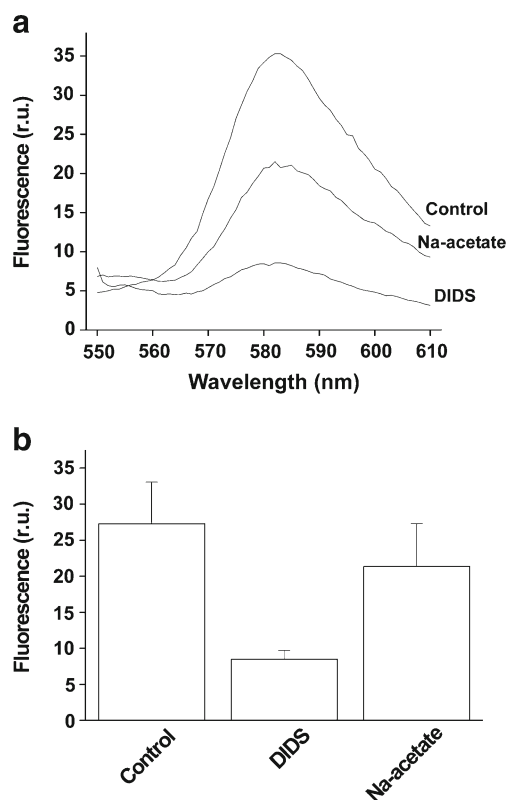 a
Fluorescence (r.u.)
35
30
25
20
15
10
5
0
Control
Na-acetate
DIDS
550 560 570 580 590 600 610
Wavelength (nm)
b
Fluorescence (r.u.)
35
30
25
20
15
10
5
0
Control DIDS Na-acetate